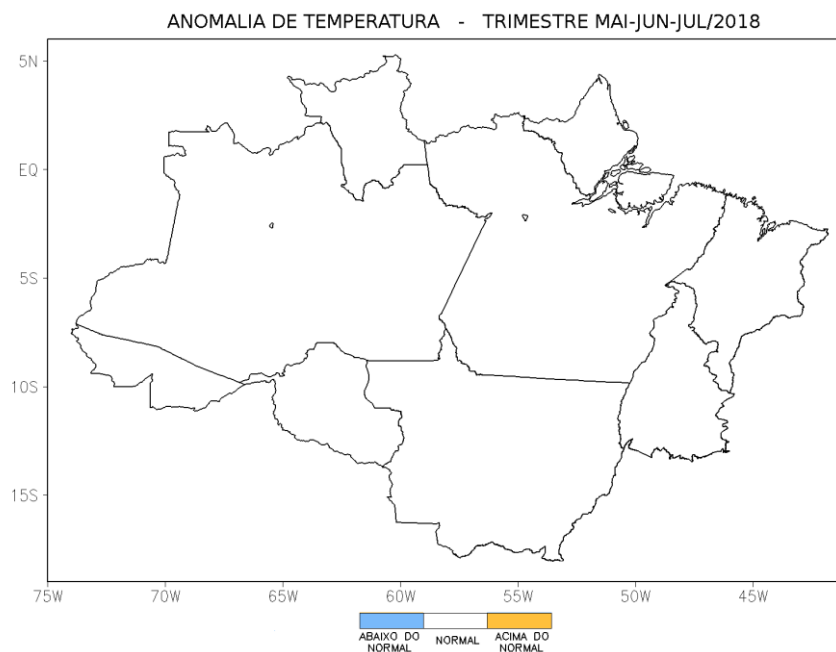 ANOMALIA DE TEMPERATURA - TRIMESTRE MAI-JUN-JUL/2018
5N
EQ
5S
10S
15S
75W 70W 65W 60W 55W 50W 45W
ABAIXO DO NORMAL
NORMAL
ACIMA DO NORMAL